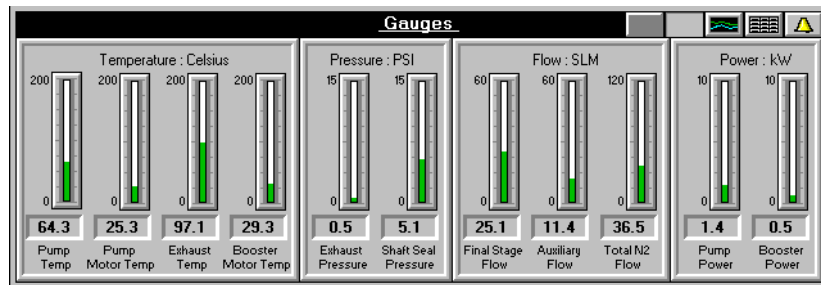 Gauges
Temperature : Celsius
200 200 200 200
0 0 0 0
64.3 25.3 97.1 29.3
Pump Pump Exhaust Booster
Temp Motor Temp Temp Motor Temp
Pressure : PSI
15 15
0 0
0.5 5.1
Exhaust Shaft Seal
Pressure Pressure
Flow : SLM
60 60 120
0 0 0
25.1 11.4 36.5
Final Stage Auxiliary Total N2
Flow Flow Flow
Power : kW
10 10
0 0
1.4 0.5
Pump Booster
Power Power